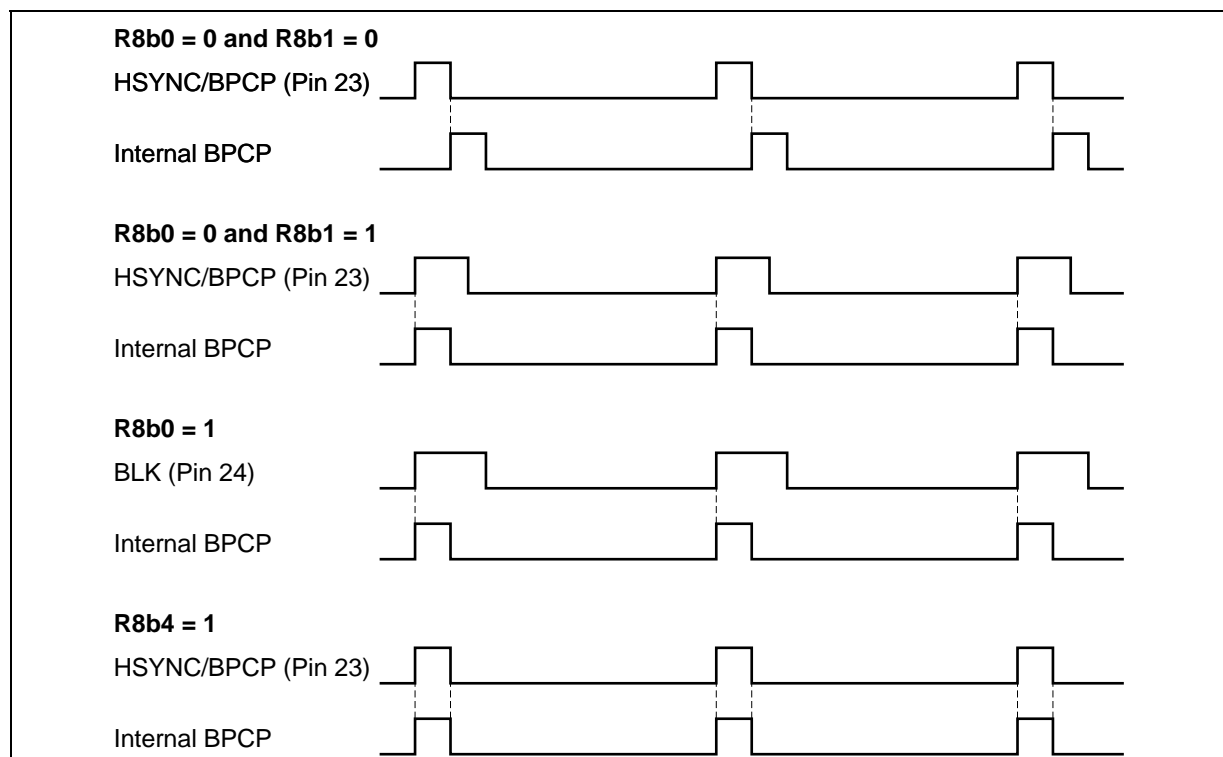 R8b0 = 0 and R8b1 = 0
HSYNC/BPCP (Pin 23)
Internal BPCP
R8b0 = 0 and R8b1 = 1
HSYNC/BPCP (Pin 23)
Internal BPCP
R8b0 = 1
BLK (Pin 24)
Internal BPCP
R8b4 = 1
HSYNC/BPCP (Pin 23)
Internal BPCP